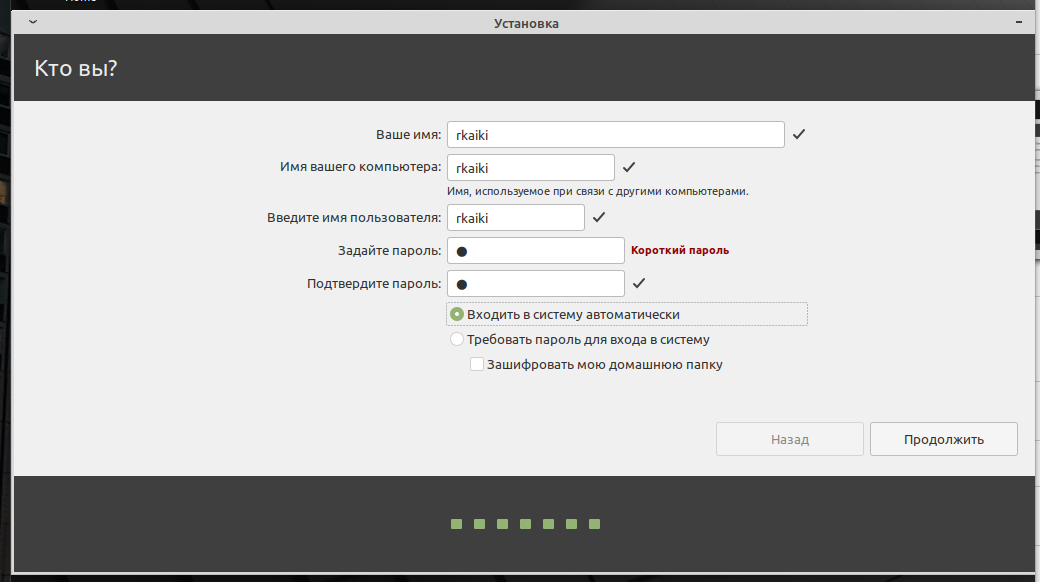 Установка
Кто вы?
Ваше имя: rkaiki
Имя вашего компьютера: rkaiki
Имя, используемое при связи с другими компьютерами.
Введите имя пользователя: rkaiki
Задайте пароль: ● Короткий пароль
Подтвердите пароль: ●
Входить в систему автоматически
Требовать пароль для входа в систему
Зашифровать мою домашнюю папку
Назад Продолжить